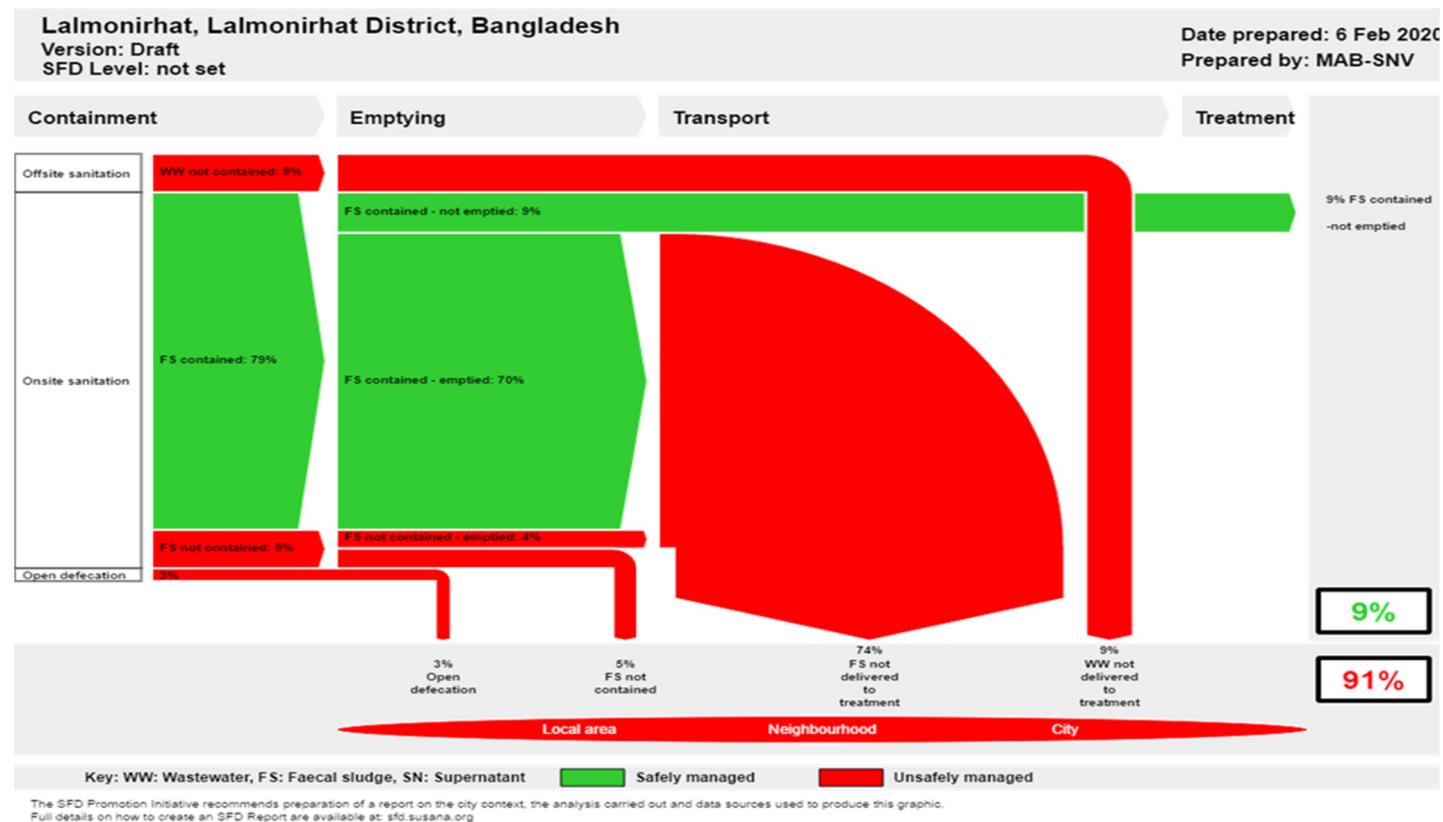 Lalmonirhat, Lalmonirhat District, Bangladesh
Version: Draft
SFD Level: not set
Date prepared: 6 Feb 2020
Prepared by: MAB-SNV
Containment
Emptying
Transport
Treatment
Offsite sanitation
WW not contained: 9%
FS contained - not emptied: 9%
9% FS contained
-not emptied
Onsite sanitation
FS contained: 79%
FS contained - emptied: 70%
FS not contained - emptied: 4%
FS not contained: 9%
Open defecation
3%
9%
3%
Open
defecation
5%
FS not
contained
74%
FS not
delivered
to
treatment
9%
WW not
delivered
to
treatment
91%
Local area
Neighbourhood
City
Key: WW: Wastewater, FS: Faecal sludge, SN: Supernatant
Safely managed
Unsafely managed
The SFD Promotion Initiative recommends preparation of a report on the city context, the analysis carried out and data sources used to produce this graphic.
Full details on how to create an SFD Report are available at: sfd.susana.org